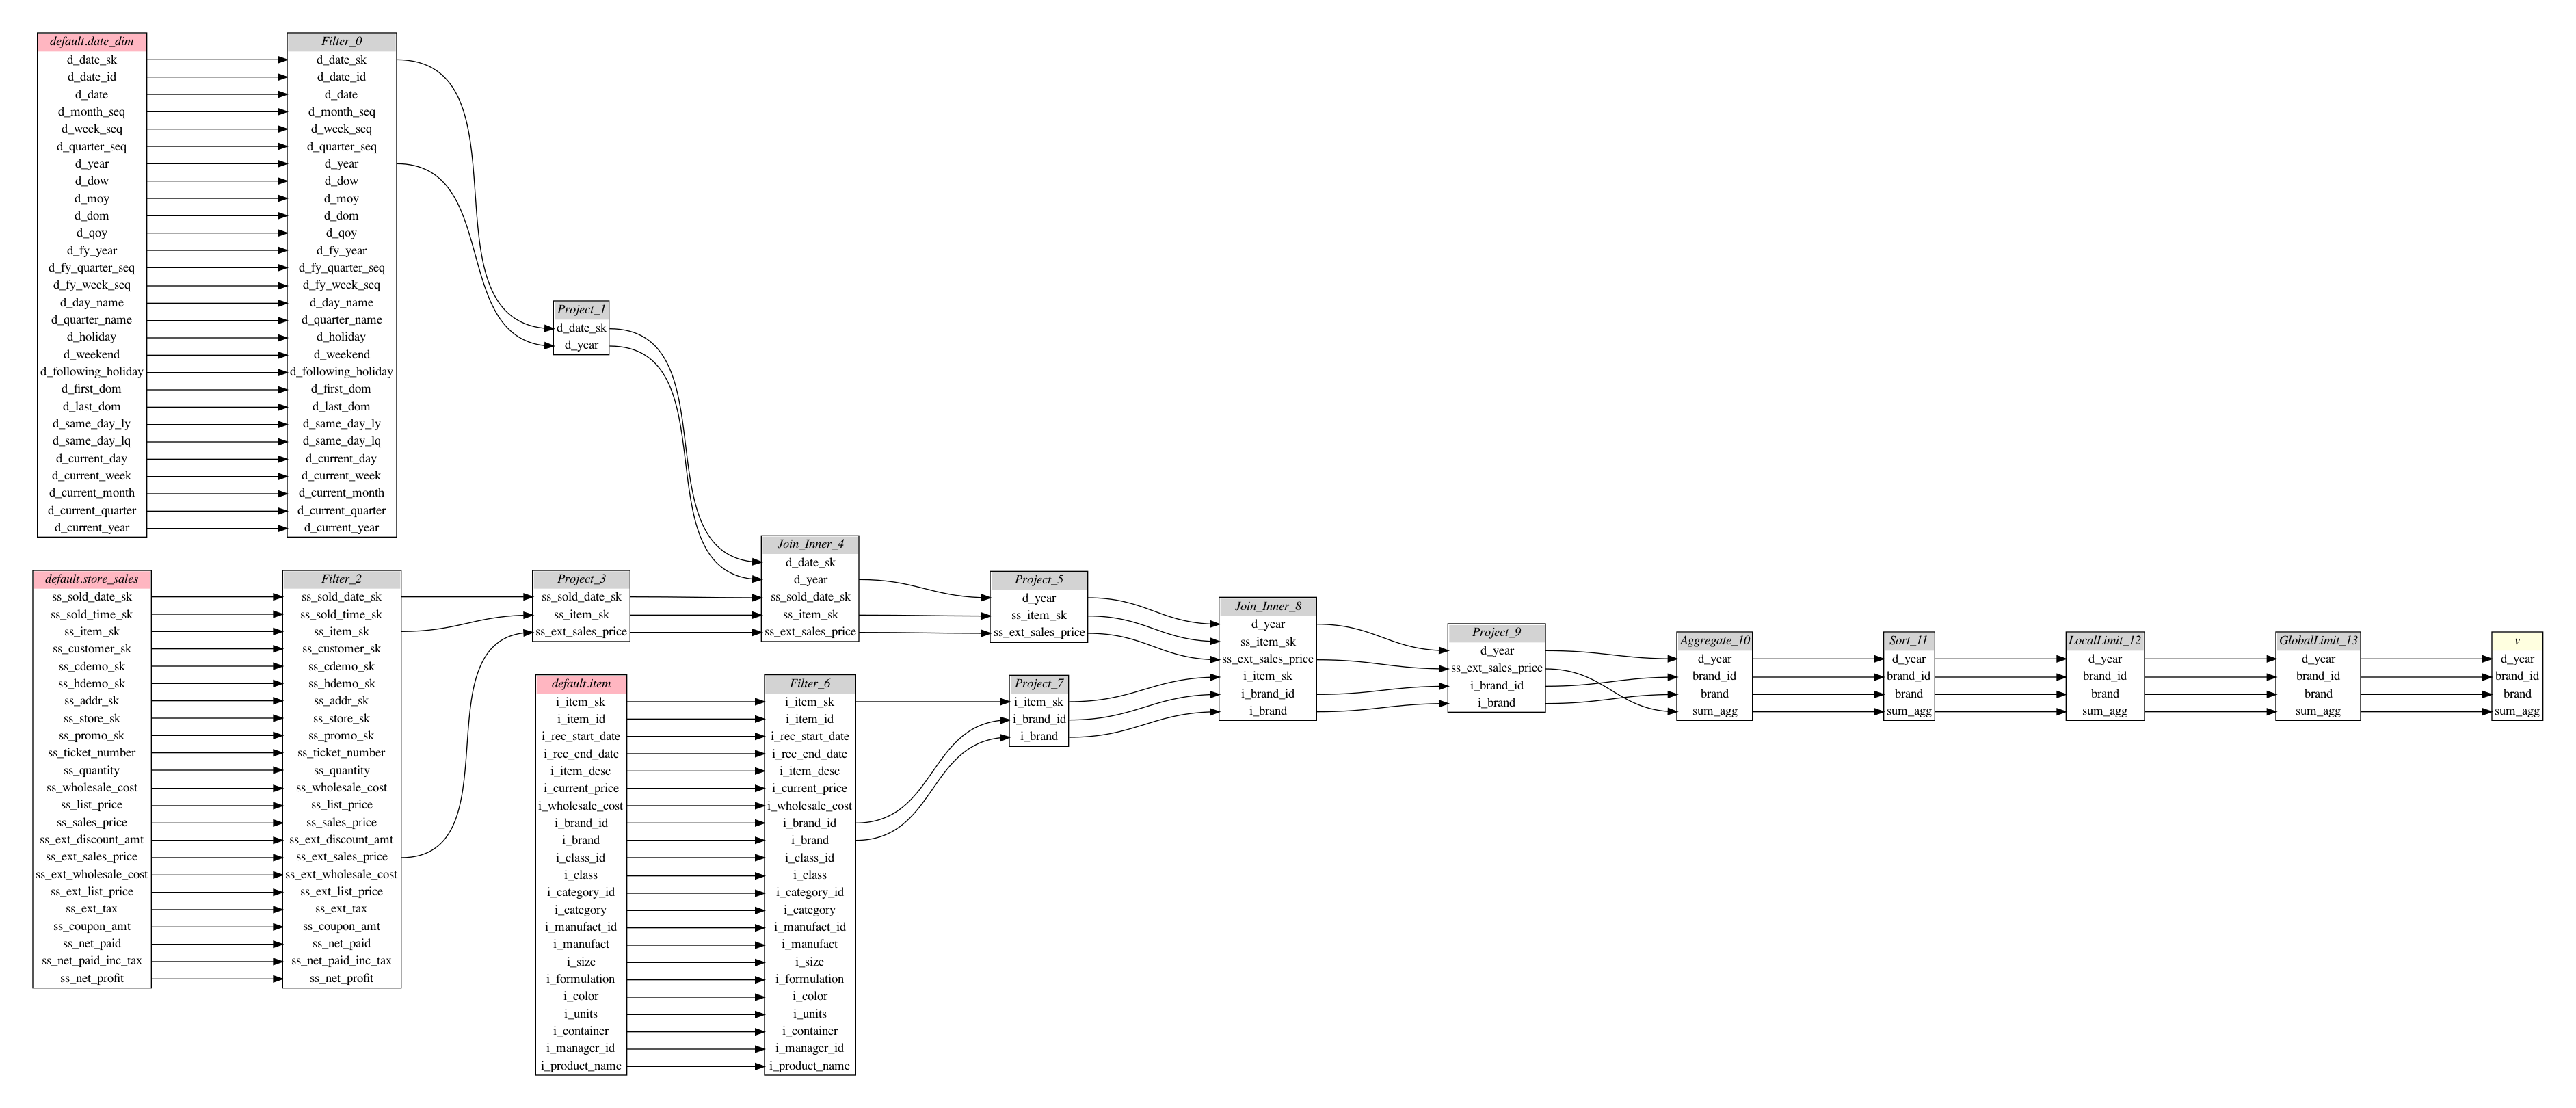 default.date_dim
d_date_sk
d_date_id
d_date
d_month_seq
d_week_seq
d_quarter_seq
d_year
d_dow
d_moy
d_dom
d_qoy
d_fy_year
d_fy_quarter_seq
d_fy_week_seq
d_day_name
d_quarter_name
d_holiday
d_weekend
d_following_holiday
d_first_dom
d_last_dom
d_same_day_ly
d_same_day_lq
d_current_day
d_current_week
d_current_month
d_current_quarter
d_current_year
Filter_0
d_date_sk
d_date_id
d_date
d_month_seq
d_week_seq
d_quarter_seq
d_year
d_dow
d_moy
d_dom
d_qoy
d_fy_year
d_fy_quarter_seq
d_fy_week_seq
d_day_name
d_quarter_name
d_holiday
d_weekend
d_following_holiday
d_first_dom
d_last_dom
d_same_day_ly
d_same_day_lq
d_current_day
d_current_week
d_current_month
d_current_quarter
d_current_year
Project_1
d_date_sk
d_year
default.store_sales
ss_sold_date_sk
ss_sold_time_sk
ss_item_sk
ss_customer_sk
ss_cdemo_sk
ss_hdemo_sk
ss_addr_sk
ss_store_sk
ss_promo_sk
ss_ticket_number
ss_quantity
ss_wholesale_cost
ss_list_price
ss_sales_price
ss_ext_discount_amt
ss_ext_sales_price
ss_ext_wholesale_cost
ss_ext_list_price
ss_ext_tax
ss_coupon_amt
ss_net_paid
ss_net_paid_inc_tax
ss_net_profit
Filter_2
ss_sold_date_sk
ss_sold_time_sk
ss_item_sk
ss_customer_sk
ss_cdemo_sk
ss_hdemo_sk
ss_addr_sk
ss_store_sk
ss_promo_sk
ss_ticket_number
ss_quantity
ss_wholesale_cost
ss_list_price
ss_sales_price
ss_ext_discount_amt
ss_ext_sales_price
ss_ext_wholesale_cost
ss_ext_list_price
ss_ext_tax
ss_coupon_amt
ss_net_paid
ss_net_paid_inc_tax
ss_net_profit
Project_3
ss_sold_date_sk
ss_item_sk
ss_ext_sales_price
Join_Inner_4
d_date_sk
d_year
ss_sold_date_sk
ss_item_sk
ss_ext_sales_price
Project_5
d_year
ss_item_sk
ss_ext_sales_price
default.item
i_item_sk
i_item_id
i_rec_start_date
i_rec_end_date
i_item_desc
i_current_price
i_wholesale_cost
i_brand_id
i_brand
i_class_id
i_class
i_category_id
i_category
i_manufact_id
i_manufact
i_size
i_formulation
i_color
i_units
i_container
i_manager_id
i_product_name
Filter_6
i_item_sk
i_item_id
i_rec_start_date
i_rec_end_date
i_item_desc
i_current_price
i_wholesale_cost
i_brand_id
i_brand
i_class_id
i_class
i_category_id
i_category
i_manufact_id
i_manufact
i_size
i_formulation
i_color
i_units
i_container
i_manager_id
i_product_name
Project_7
i_item_sk
i_brand_id
i_brand
Join_Inner_8
d_year
ss_item_sk
ss_ext_sales_price
i_item_sk
i_brand_id
i_brand
Project_9
d_year
ss_ext_sales_price
i_brand_id
i_brand
Aggregate_10
d_year
brand_id
brand
sum_agg
Sort_11
d_year
brand_id
brand
sum_agg
LocalLimit_12
d_year
brand_id
brand
sum_agg
GlobalLimit_13
d_year
brand_id
brand
sum_agg
v
d_year
brand_id
brand
sum_agg